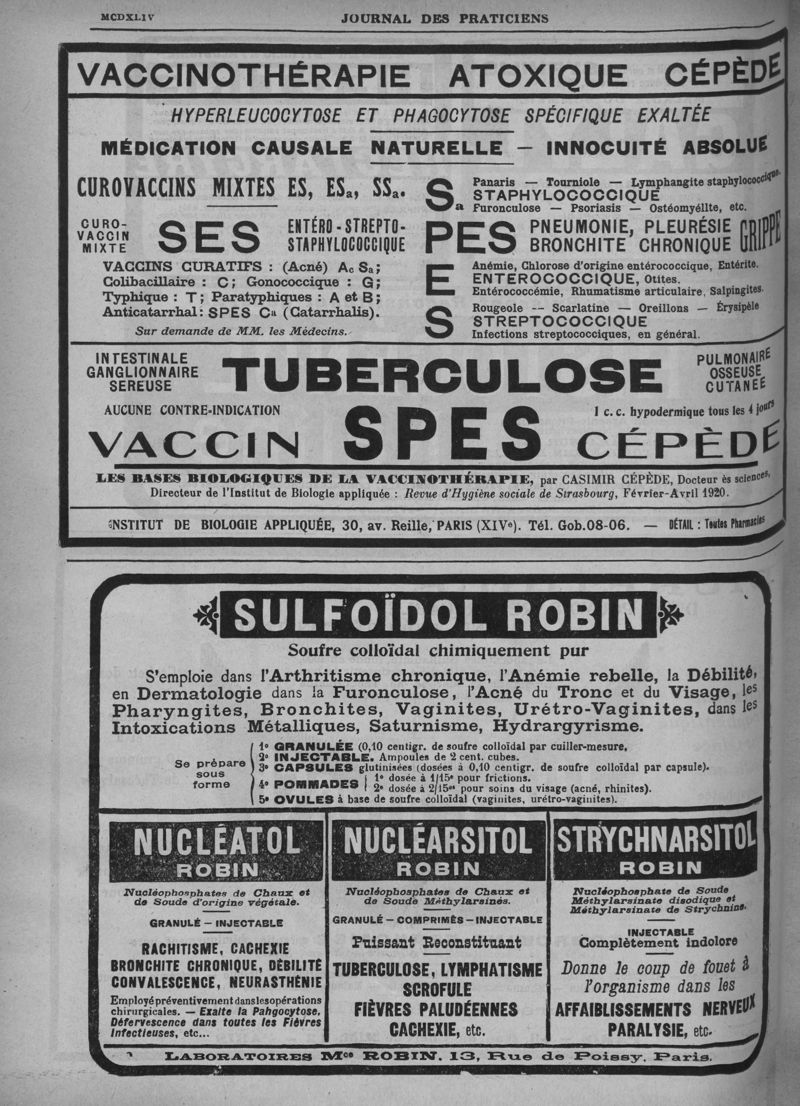 MCDXLIV
JOURNAL DES PRATICIENS
VACCINOTHÉRAPIE ATOXIQUE CÉPÈDE
HYPERLEUCOCYTOSE ET PHAGOCYTOSE SPÉCIFIQUE EXALTÉE
MÉDICATION CAUSALE NATURELLE — INNOCUITÉ ABSOLUE
CUROVACCINS MIXTES ES, ESa, SSa.
CURO-
VACCIN
MIXTE
SES
ENTÉRO-STREPTO-
STAPHYLOCOCCIQUE
VACCINS CURATIFS : (Acné) Ac Sa;
Colibacillaire : C; Gonococcique : G;
Typhique : T; Paratyphiques : A et B;
Anticatarrhal: SPES Ca (Catarrhalis).
Sur demande de MM. les Médecins.
Sa
Panaris — Tourniole — Lymphangite staphylococcique.
STAPHYLOCOCCIQUE
Furonculose — Psoriasis — Ostéomyélite, etc.
PES
PNEUMONIE, PLEURÉSIE
BRONCHITE CHRONIQUE
GRIPPE
E
Anémie, Chlorose d'origine entérococcique, Entérite.
ENTÉROCOCCIQUE, Otites.
Entérococcémie, Rhumatisme articulaire, Salpingites.
S
Rougeole -- Scarlatine — Oreillons — Érysipèle
STREPTOCOCCIQUE
Infections streptococciques, en général.
INTESTINALE
GANGLIONNAIRE
SEREUSE
TUBERCULOSE
PULMONAIRE
OSSEUSE
CUTANÉE
AUCUNE CONTRE-INDICATION
1 c. c. hypodermique tous les 4 jours
VACCIN SPES CÉPÈDE
LES BASES BIOLOGIQUES DE LA VACCINOTHÉRAPIE, par CASIMIR CÉPÈDE, Docteur ès sciences,
Directeur de l'Institut de Biologie appliquée : Revue d'Hygiène sociale de Strasbourg, Février-Avril 1920.
INSTITUT DE BIOLOGIE APPLIQUÉE, 30, av. Reille, PARIS (XIVe). Tél. Gob.08-06. — DÉTAIL : Toutes Pharmacies
SULFOÏDOL ROBIN
Soufre colloïdal chimiquement pur
S'emploie dans l'Arthritisme chronique, l'Anémie rebelle, la Débilité,
en Dermatologie dans la Furonculose, l'Acné du Tronc et du Visage, les
Pharyngites, Bronchites, Vaginites, Urétro-Vaginites, dans les
Intoxications Métalliques, Saturnisme, Hydrargyrisme.
Se prépare
sous
forme
1º GRANULÉE (0,10 centigr. de soufre colloïdal par cuiller-mesure,
2º INJECTABLE. Ampoules de 2 cent. cubes.
3º CAPSULES glutinisées (dosées à 0,10 centigr. de soufre colloïdal par capsule).
4º POMMADES
1º dosée à 1/15e pour frictions.
2º dosée à 2/15es pour soins du visage (acné, rhinites).
5º OVULES à base de soufre colloïdal (vaginites, urétro-vaginites).
NUCLÉATOL
ROBIN
Nucléophosphates de Chaux et
de Soude d'origine végétale.
GRANULÉ – INJECTABLE
RACHITISME, CACHEXIE
BRONCHITE CHRONIQUE, DÉBILITÉ
CONVALESCENCE, NEURASTHÉNIE
Employé préventivement dans les opérations
chirurgicales. — Exalte la Pahgocytose,
Défervescence dans toutes les Fièvres
Infectieuses, etc...
NUCLÉARSITOL
ROBIN
Nucléophosphates de Chaux et
de Soude Méthylarsinés.
GRANULÉ – COMPRIMÉS – INJECTABLE
Puissant Reconstituant
TUBERCULOSE, LYMPHATISME
SCROFULE
FIÈVRES PALUDÉENNES
CACHEXIE, etc.
STRYCHNARSITOL
ROBIN
Nucléophosphate de Soude
Méthylarsinate disodique et
Méthylarsinate de Strychnine.
INJECTABLE
Complètement indolore
Donne le coup de fouet à
l'organisme dans les
AFFAIBLISSEMENTS NERVEUX
PARALYSIE, etc.
LABORATOIRES Mce ROBIN, 13, Rue de Poissy, Paris.